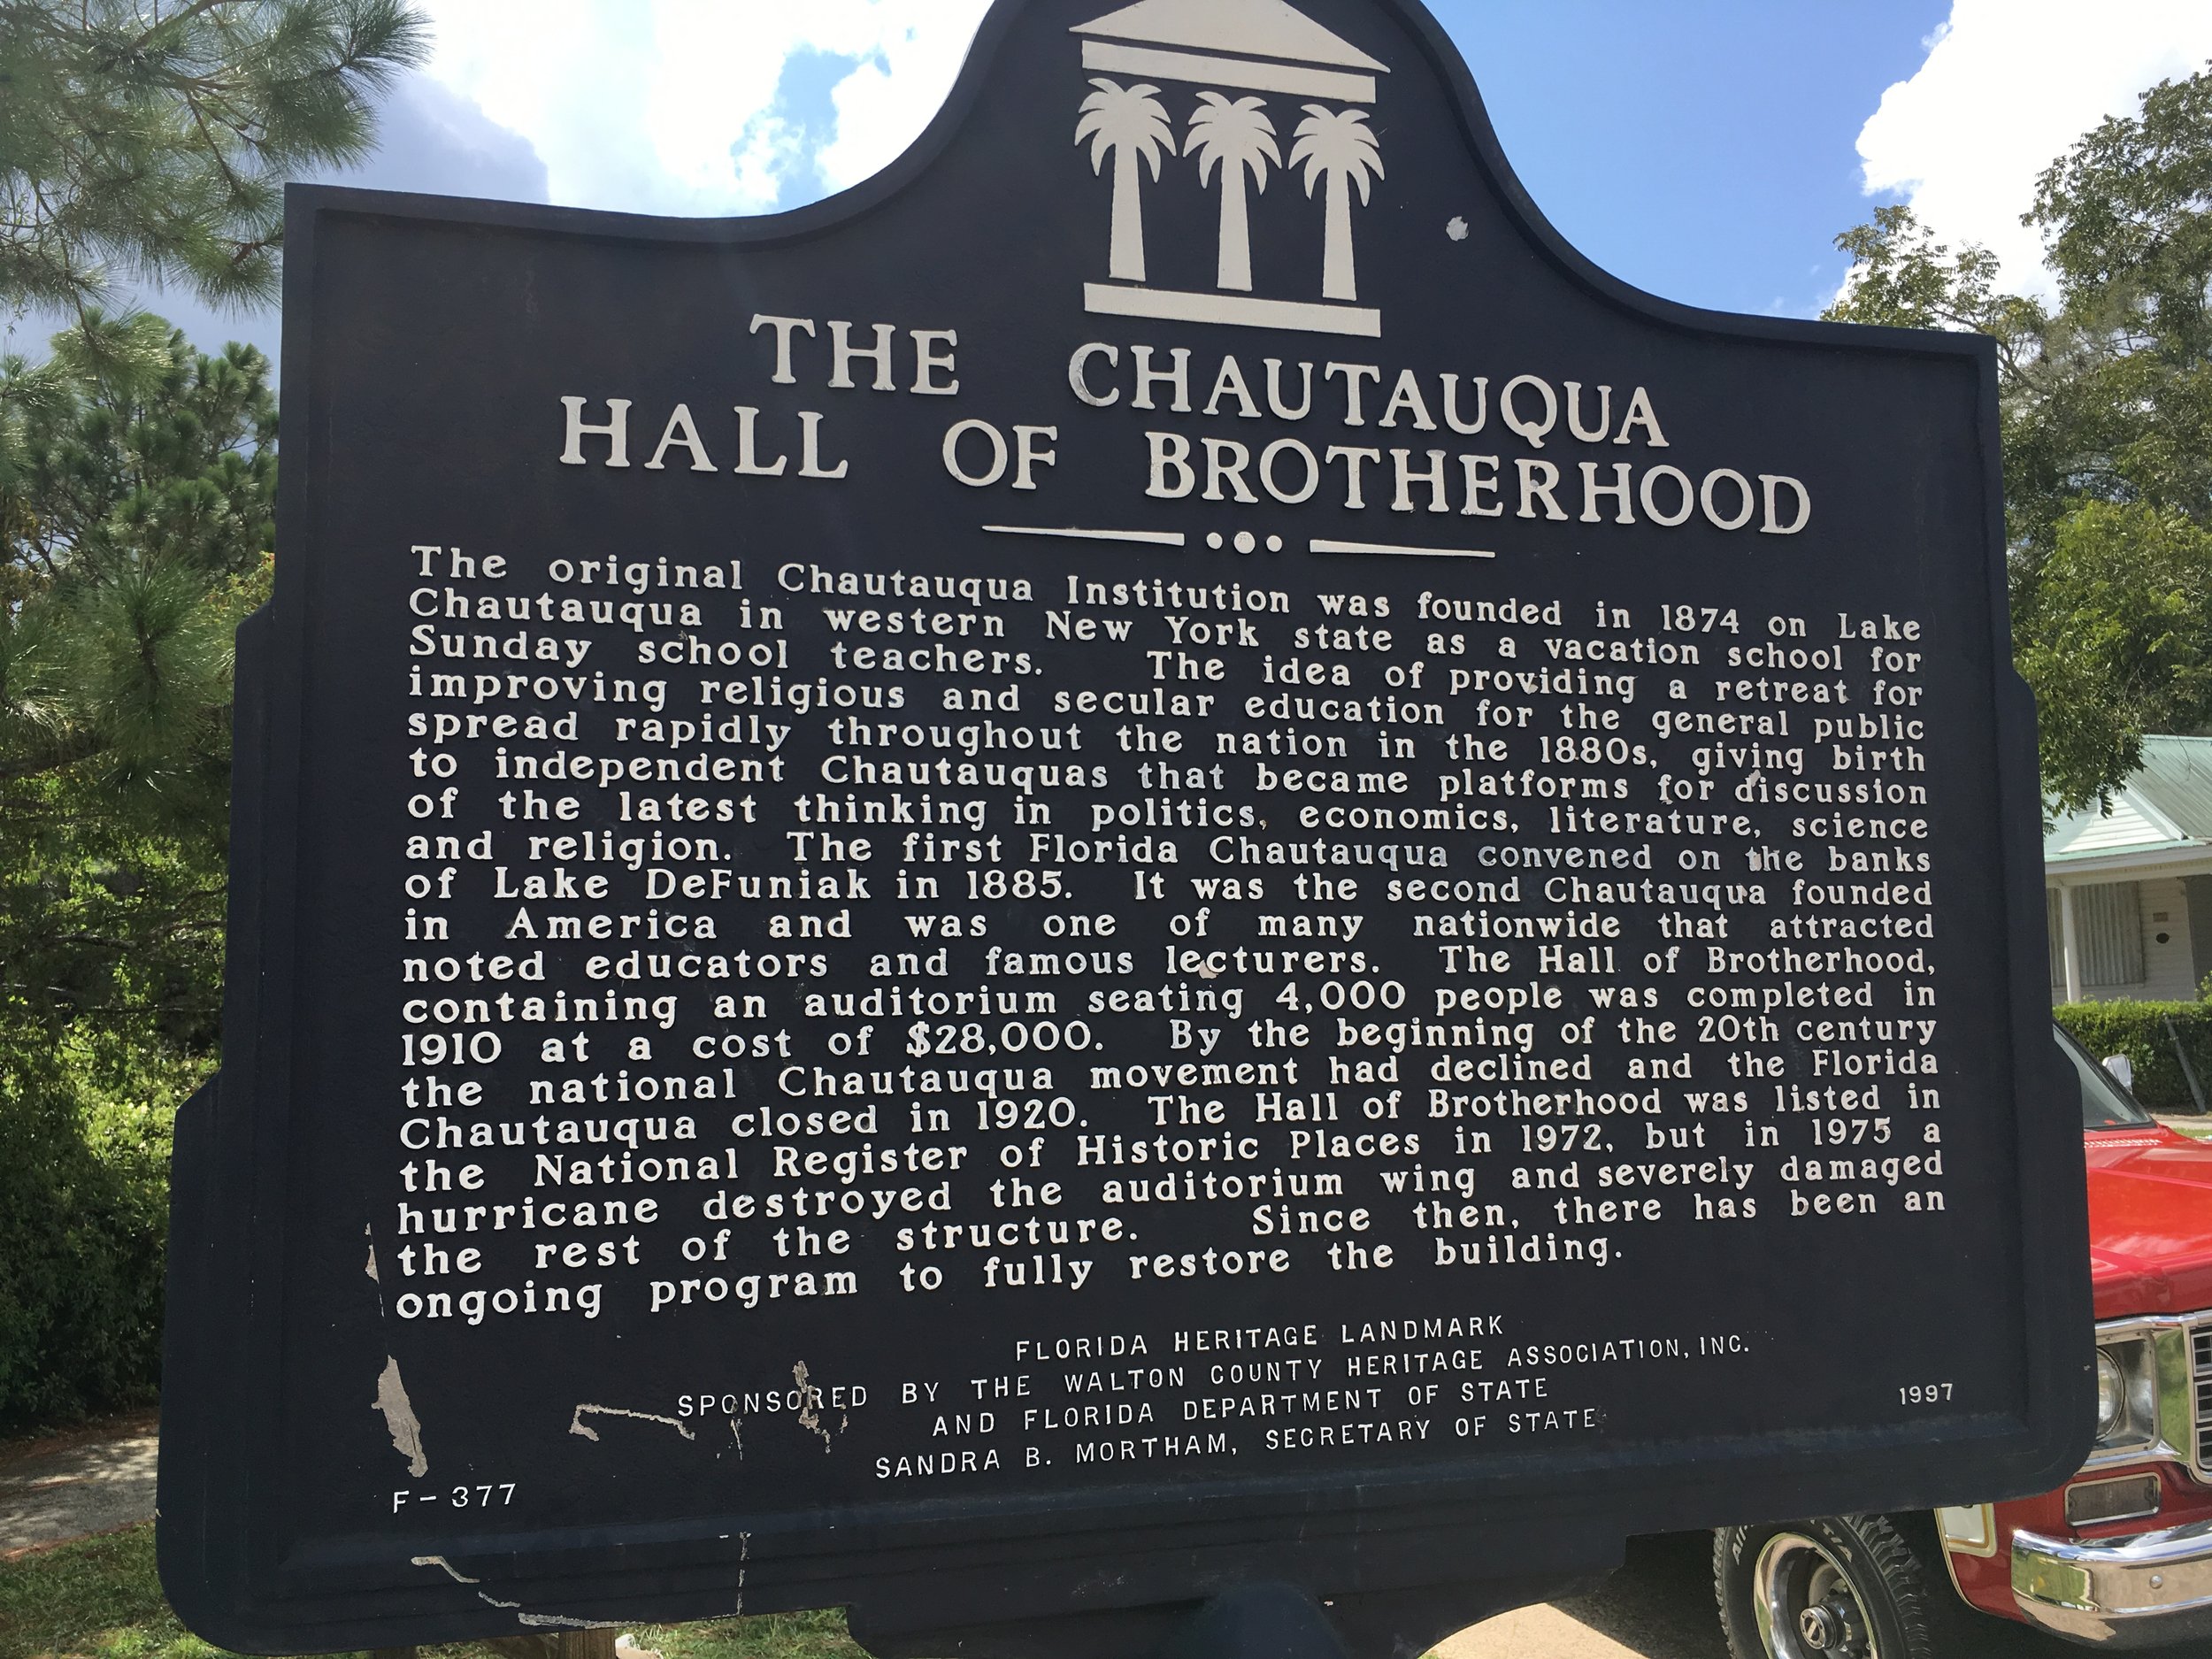 THE CHAUTAUQUA
HALL OF BROTHERHOOD
The original Chautauqua Institution was founded in 1874 on Lake
Chautauqua in western New York state as a vacation school for
Sunday school teachers. The idea of providing a retreat for
improving religious and secular education for the general public
spread rapidly throughout the nation in the 1880s, giving birth
to independent Chautauquas that became platforms for discussion
of the latest thinking in politics, economics, literature, science
and religion. The first Florida Chautauqua convened on the banks
of Lake DeFuniak in 1885. It was the second Chautauqua founded
in America and was one of many nationwide that attracted
noted educators and famous lecturers. The Hall of Brotherhood,
containing an auditorium seating 4,000 people was completed in
1910 at a cost of $28,000. By the beginning of the 20th century
the national Chautauqua movement had declined and the Florida
Chautauqua closed in 1920. The Hall of Brotherhood was listed in
the National Register of Historic Places in 1972, but in 1975 a
hurricane destroyed the auditorium wing and severely damaged
the rest of the structure. Since then, there has been an
ongoing program to fully restore the building.
FLORIDA HERITAGE LANDMARK
SPONSORED BY THE WALTON COUNTY HERITAGE ASSOCIATION, INC.
AND FLORIDA DEPARTMENT OF STATE
SANDRA B. MORTHAM, SECRETARY OF STATE
F-377
1997